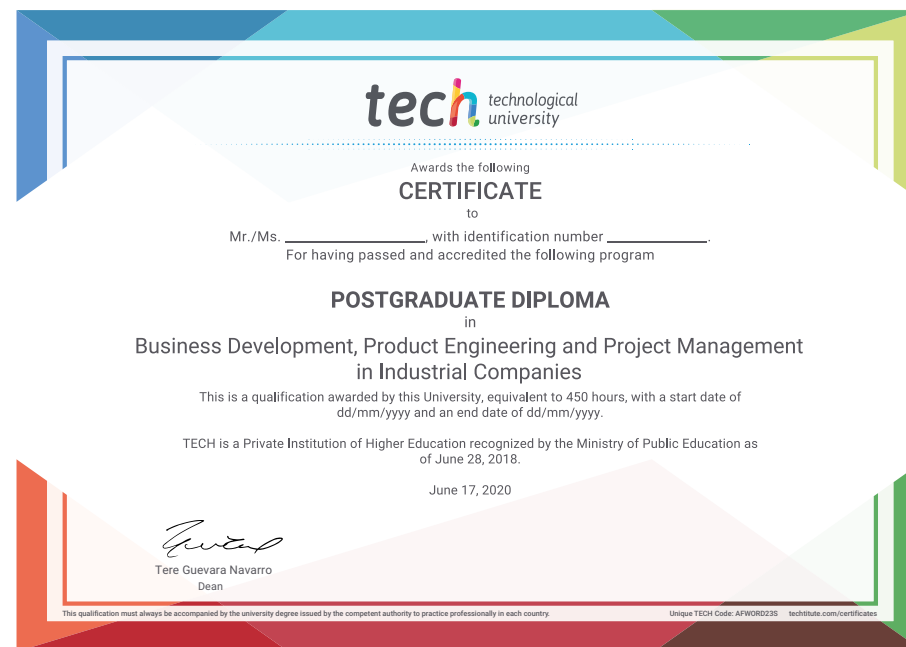 tech technological
university
Awards the following
CERTIFICATE
to
Mr./Ms. ____________________, with identification number ______________.
For having passed and accredited the following program
POSTGRADUATE DIPLOMA
in
Business Development, Product Engineering and Project Management
in Industrial Companies
This is a qualification awarded by this University, equivalent to 450 hours, with a start date of
dd/mm/yyyy and an end date of dd/mm/yyyy.
TECH is a Private Institution of Higher Education recognized by the Ministry of Public Education as
of June 28, 2018.
June 17, 2020
Tere Guevara Navarro
Dean
This qualification must always be accompanied by the university degree issued by the competent authority to practice professionally in each country. Unique TECH Code: AFWORD23S techtitute.com/certificates